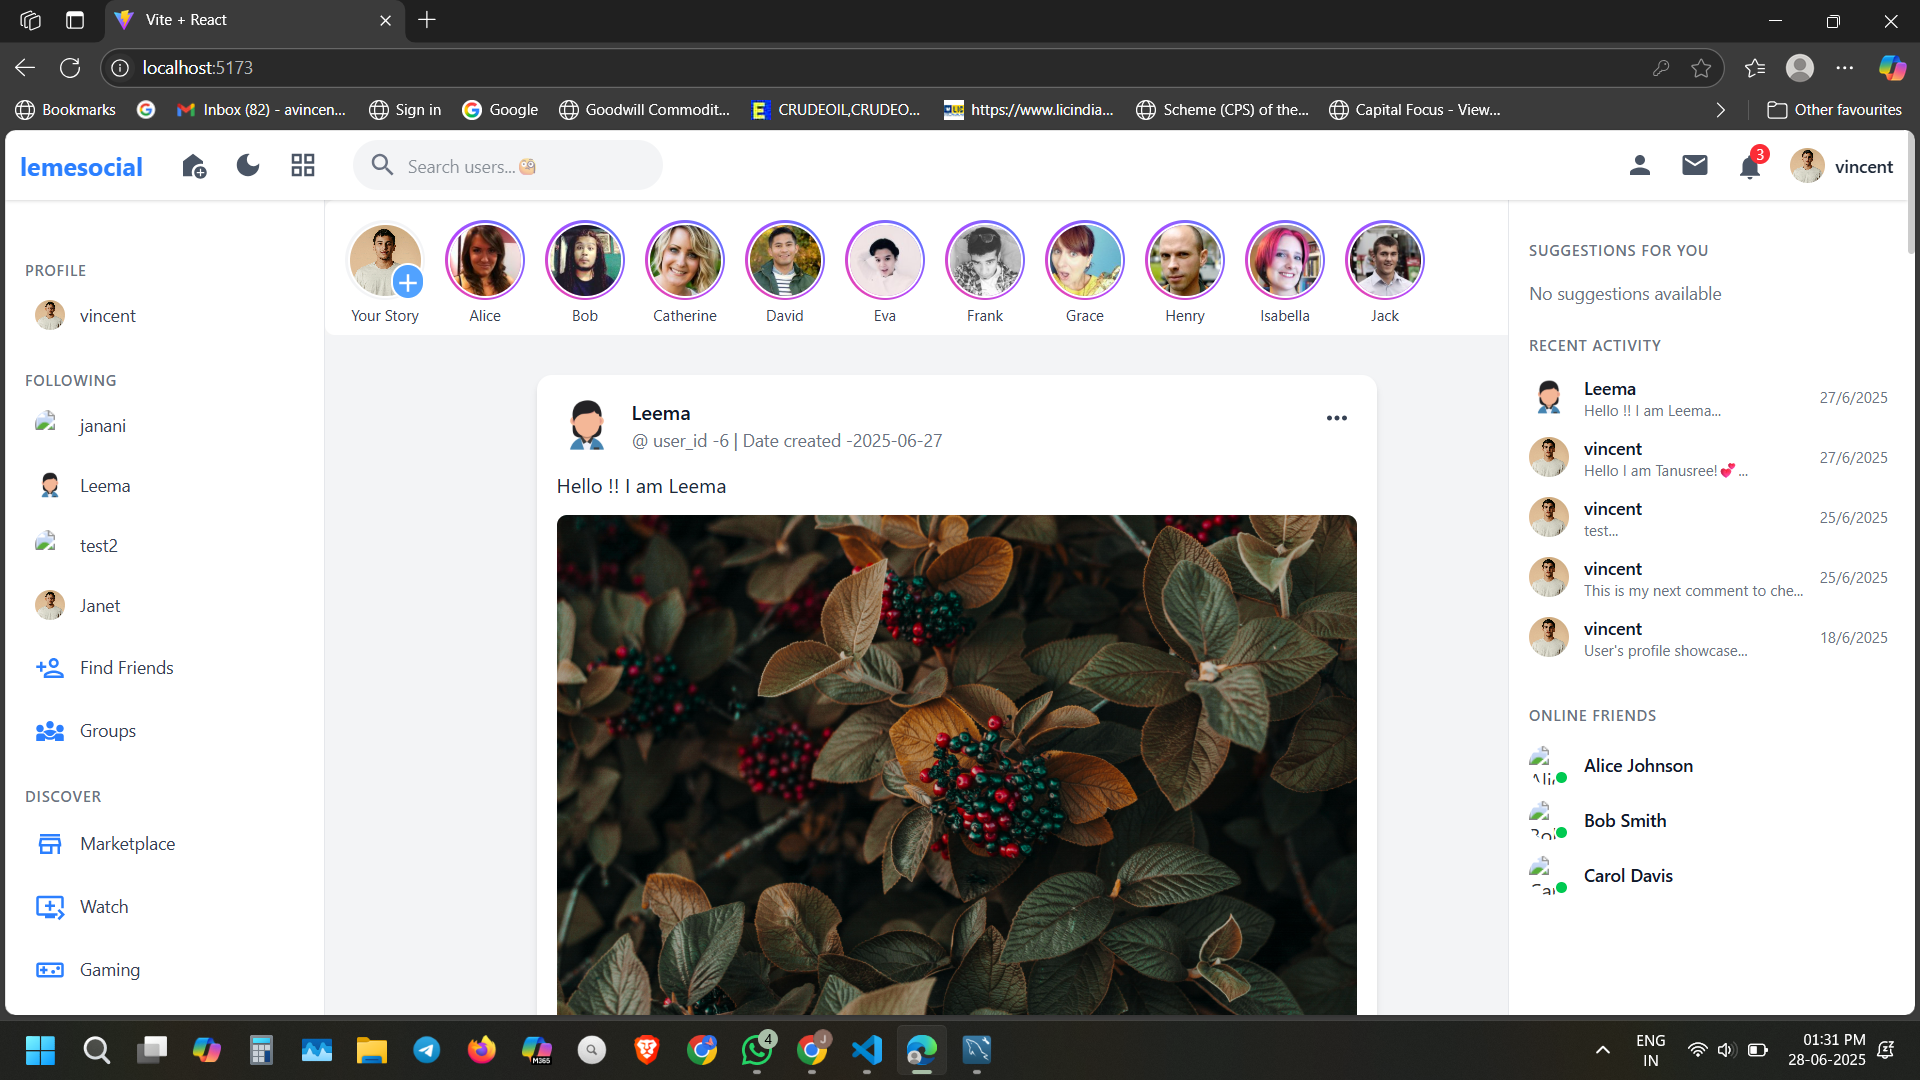 Vite + React
localhost:5173
Bookmarks
Inbox (82) - avincen...
Sign in
Google
Goodwill Commodit...
CRUDEOIL,CRUDEO...
https://www.licindia...
Scheme (CPS) of the...
Capital Focus - View...
Other favourites
lemesocial
Search users...🧐
3
vincent
PROFILE
vincent
FOLLOWING
janani
Leema
test2
Janet
Find Friends
Groups
DISCOVER
Marketplace
Watch
Gaming
Your Story
Alice
Bob
Catherine
David
Eva
Frank
Grace
Henry
Isabella
Jack
Leema
@ user_id -6 | Date created -2025-06-27
Hello !! I am Leema
SUGGESTIONS FOR YOU
No suggestions available
RECENT ACTIVITY
Leema
Hello !! I am Leema...
27/6/2025
vincent
Hello I am Tanusree!💕 ...
27/6/2025
vincent
test...
25/6/2025
vincent
This is my next comment to che...
25/6/2025
vincent
User's profile showcase...
18/6/2025
ONLINE FRIENDS
Alice Johnson
Bob Smith
Carol Davis
M365
4
J
ENG
IN
01:31 PM
28-06-2025